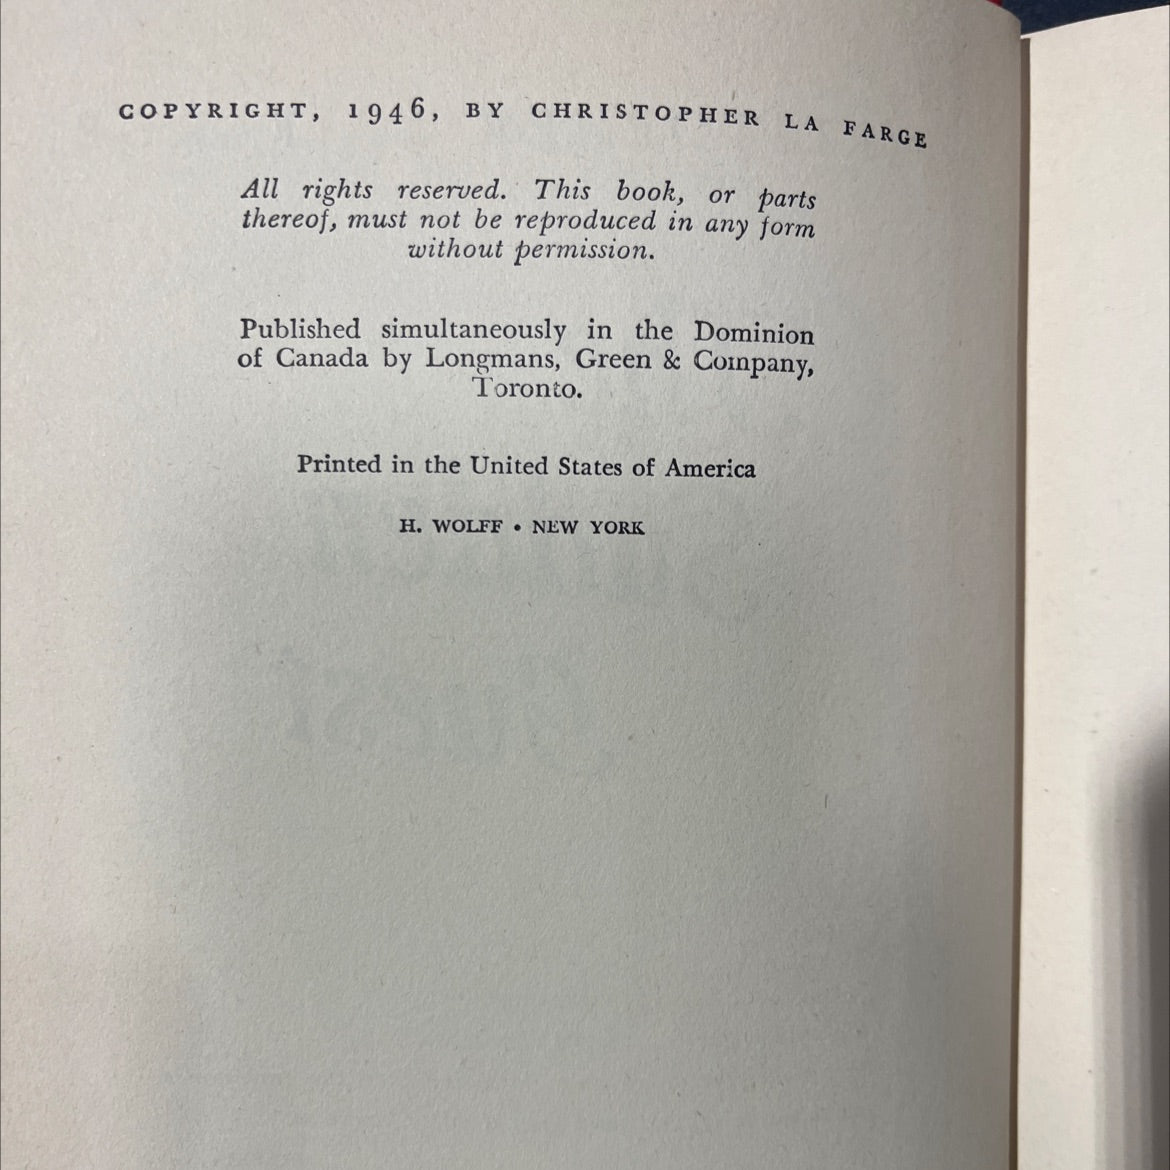 COPYRIGHT, 1946, BY CHRISTOPHER LA FARGE
All rights reserved. This book, or parts
thereof, must not be reproduced in any form
without permission.
Published simultaneously in the Dominion
of Canada by Longmans, Green & Company,
Toronto.
Printed in the United States of America
H. WOLFF • NEW YORK